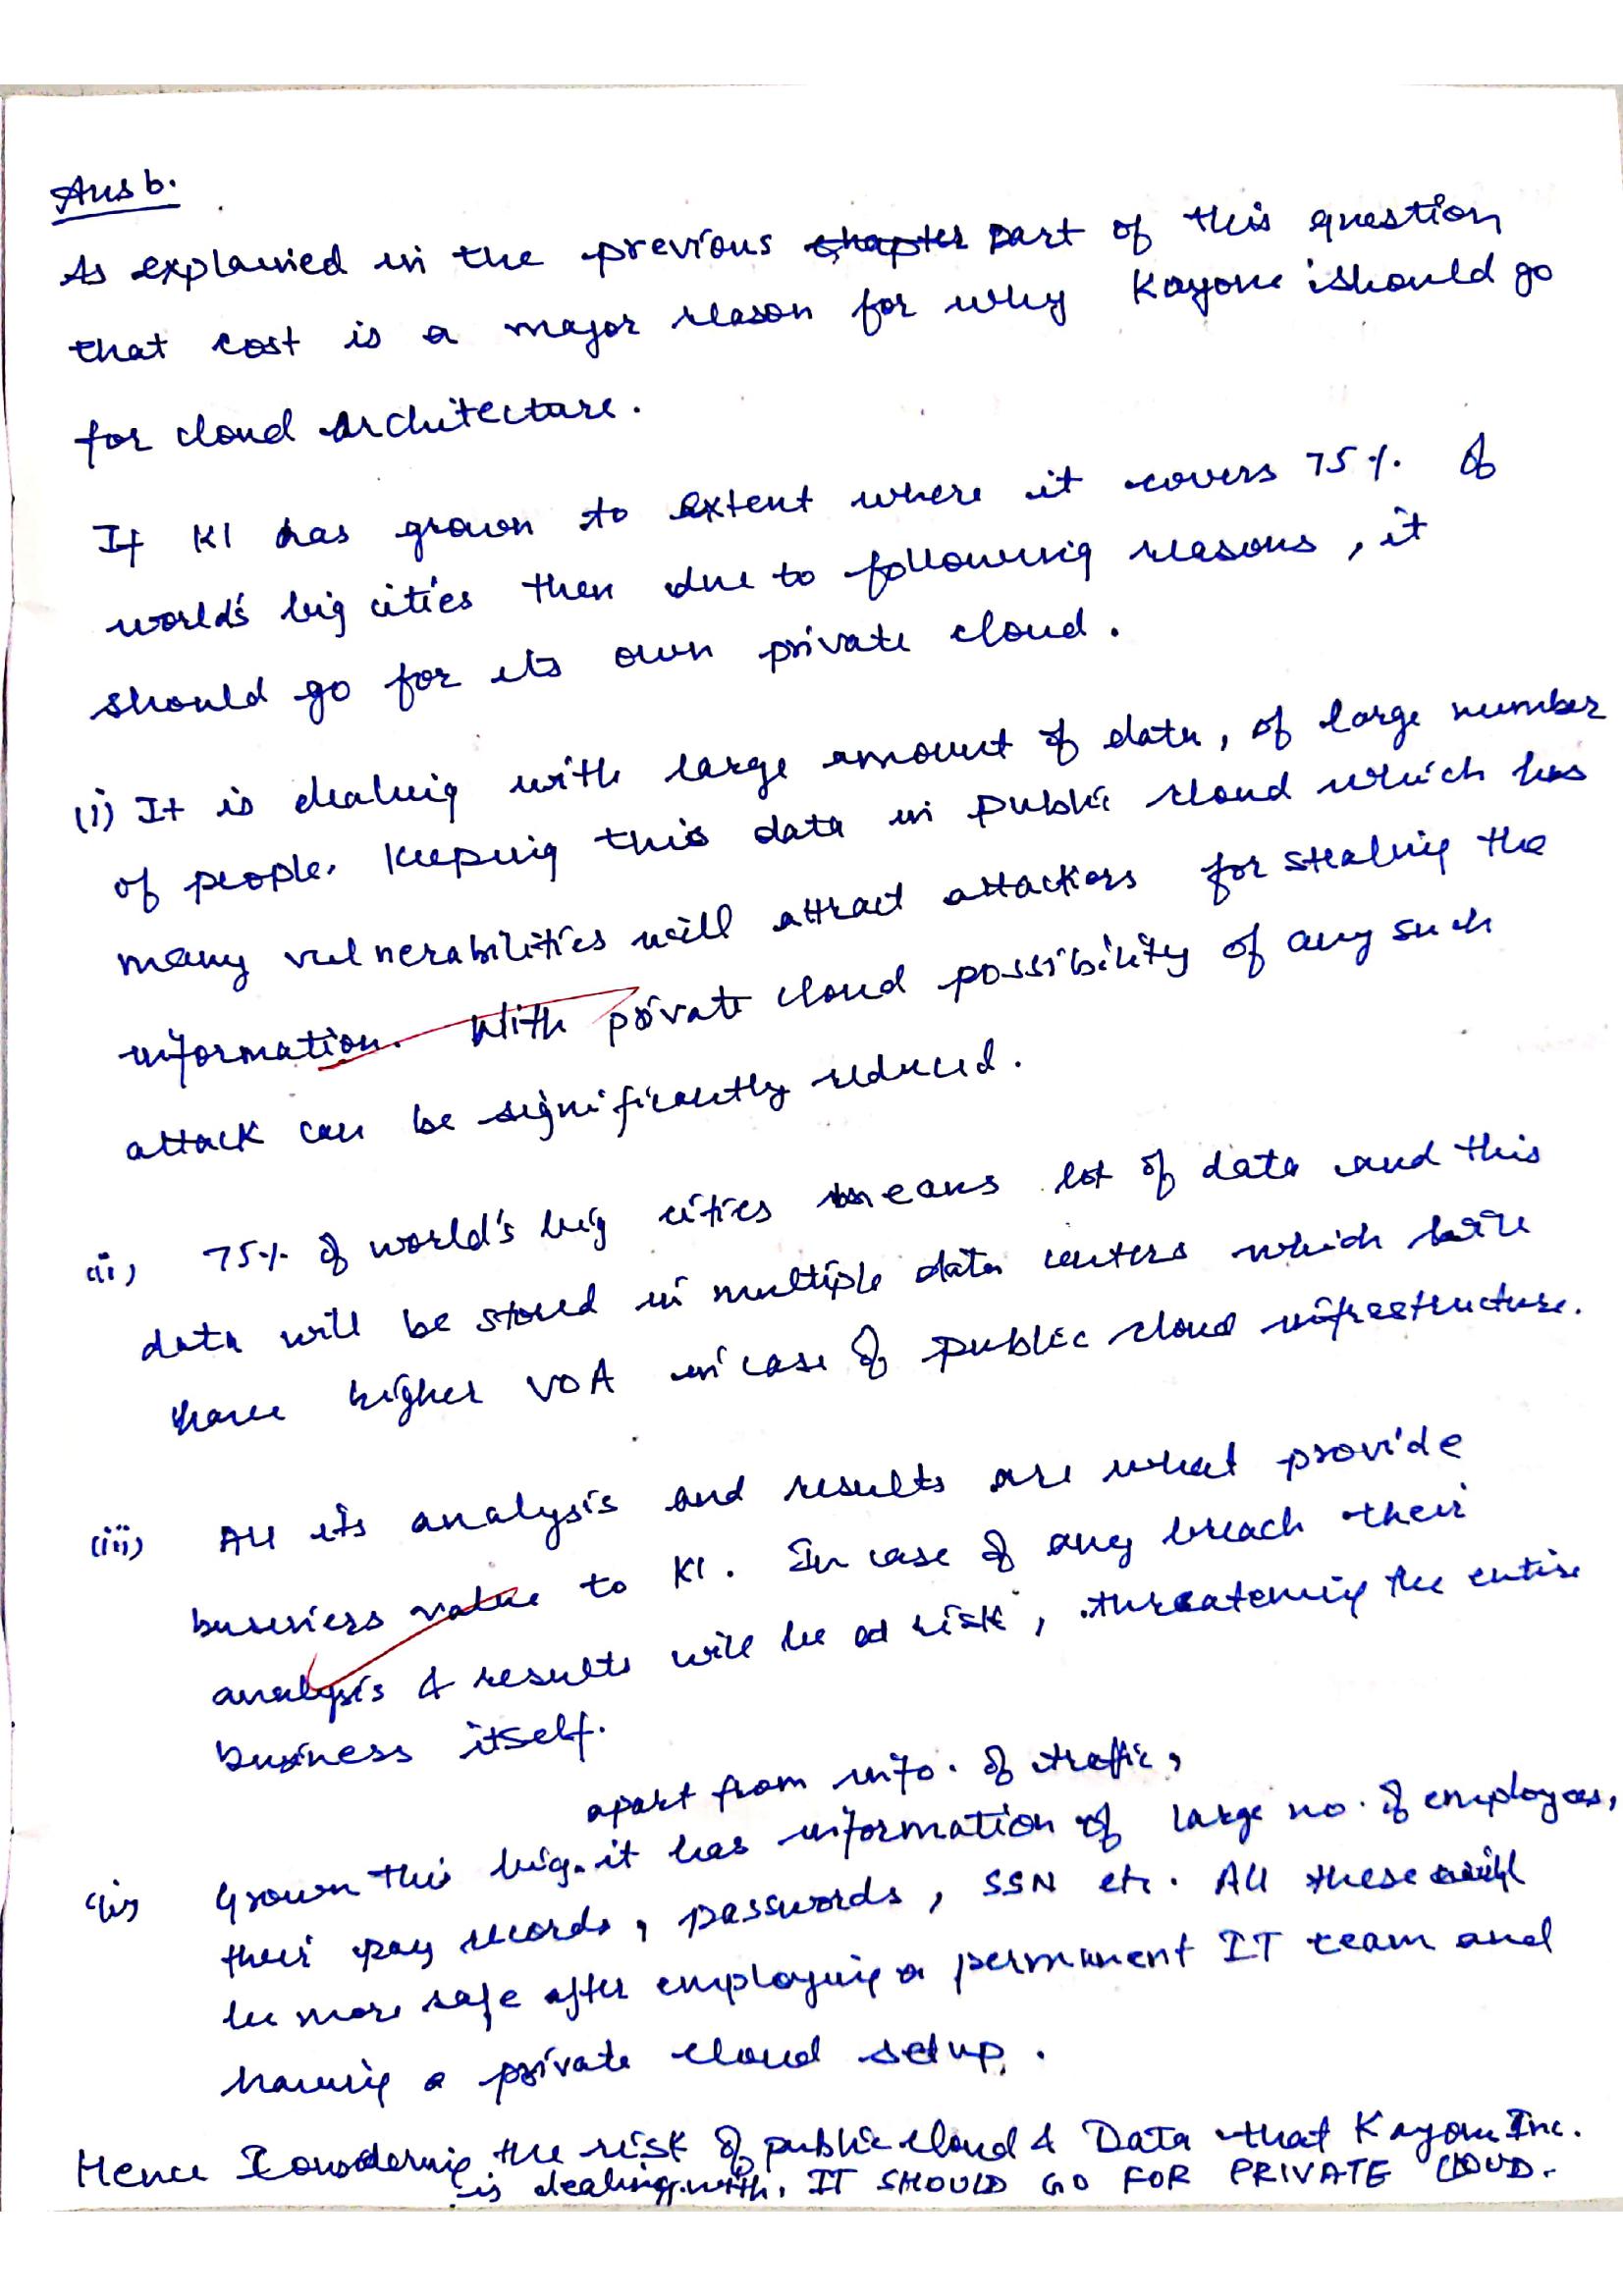 Ans b.
As explained in the previous chapter part of this question
that cost is a major reason for why Kayone should go
for cloud architecture.
If KI has grown to extent where it covers 75% of
world's big cities then due to following reasons, it
should go for its own private cloud.
(i) It is dealing with large amount of data, of large number
of people. Keeping this data in public cloud which has
many vulnerabilities will attract attackers for stealing the
information. With private cloud possibility of any such
attack can be significantly reduced.
(ii) 75% of world's big cities means lot of data and this
data will be stored in multiple data centers which
have higher VOA in case of public cloud infrastructure.
(iii) All its analysis and results are what provide
business value to KI. In case of any breach their
analysis & results will be at risk, threatening the entire
business itself.
apart from info. of traffic,
(iv) Grown this big, it has information of large no. of employees,
their pay records, passwords, SSN etc. All these will
be more safe after employing a permanent IT team and
having a private cloud setup.
Hence Considering the risk of public cloud & Data that Kayone Inc.
is dealing with, IT SHOULD GO FOR PRIVATE CLOUD.